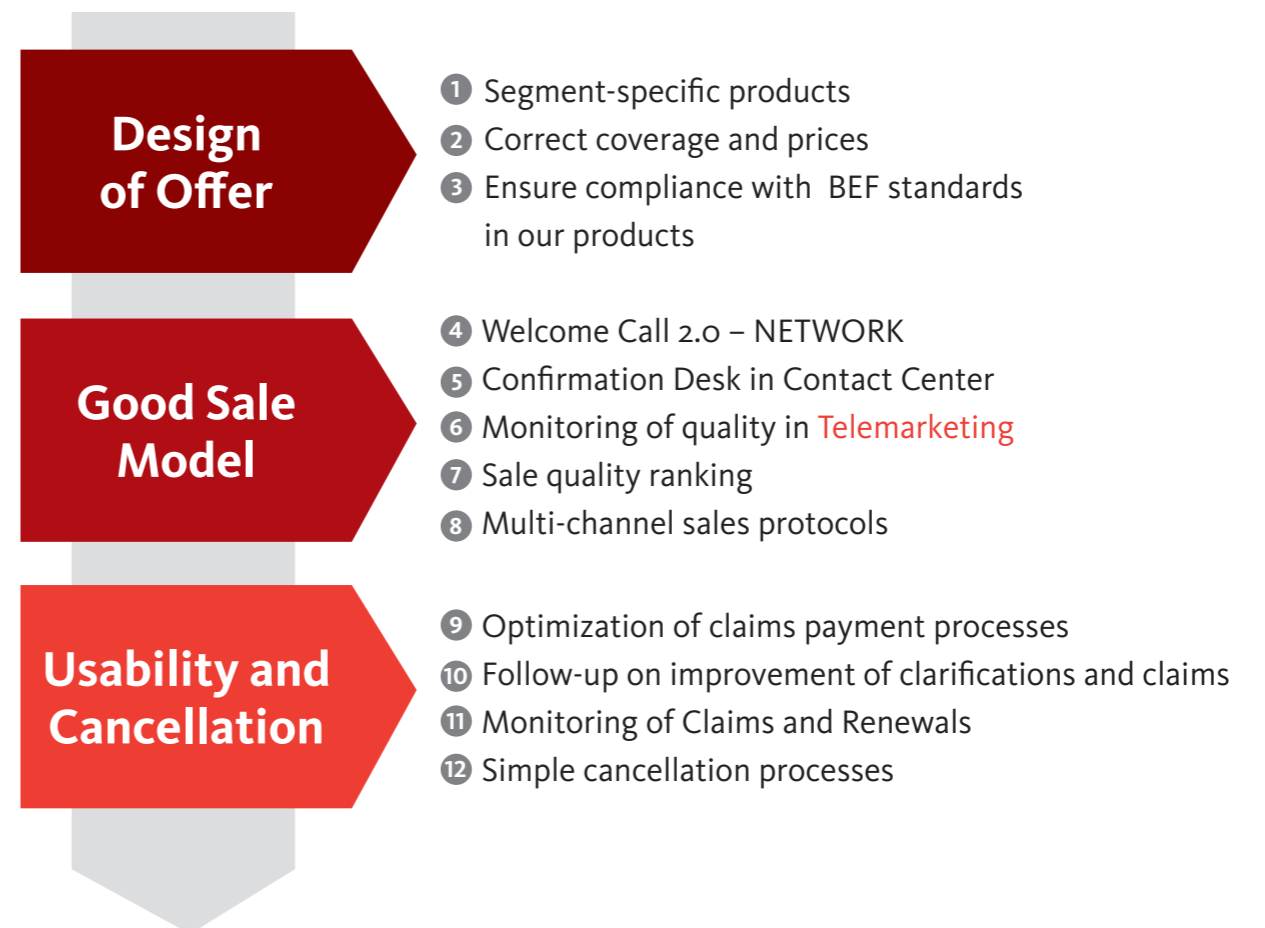 Design
of Offer
1 Segment-specific products
2 Correct coverage and prices
3 Ensure compliance with BEF standards
in our products
Good Sale
Model
4 Welcome Call 2.0 – NETWORK
5 Confirmation Desk in Contact Center
6 Monitoring of quality in Telemarketing
7 Sale quality ranking
8 Multi-channel sales protocols
Usability and
Cancellation
9 Optimization of claims payment processes
10 Follow-up on improvement of clarifications and claims
11 Monitoring of Claims and Renewals
12 Simple cancellation processes